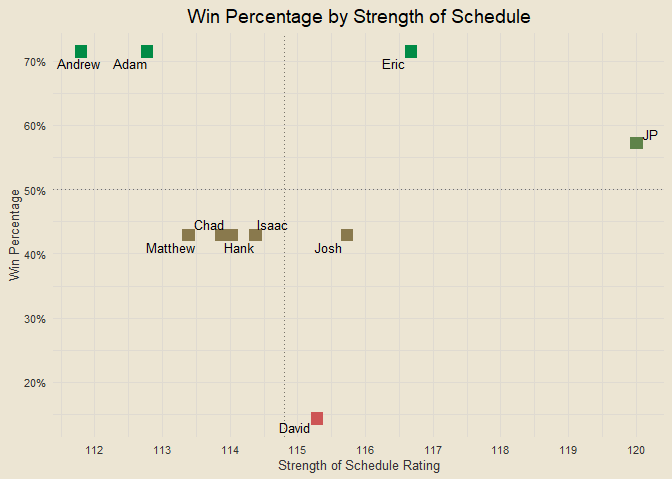 Win Percentage by Strength of Schedule
70%
60%
50%
40%
30%
20%
Win Percentage
Andrew
Adam
Eric
JP
Chad
Isaac
Matthew
Hank
Josh
David
112
113
114
115
116
117
118
119
120
Strength of Schedule Rating